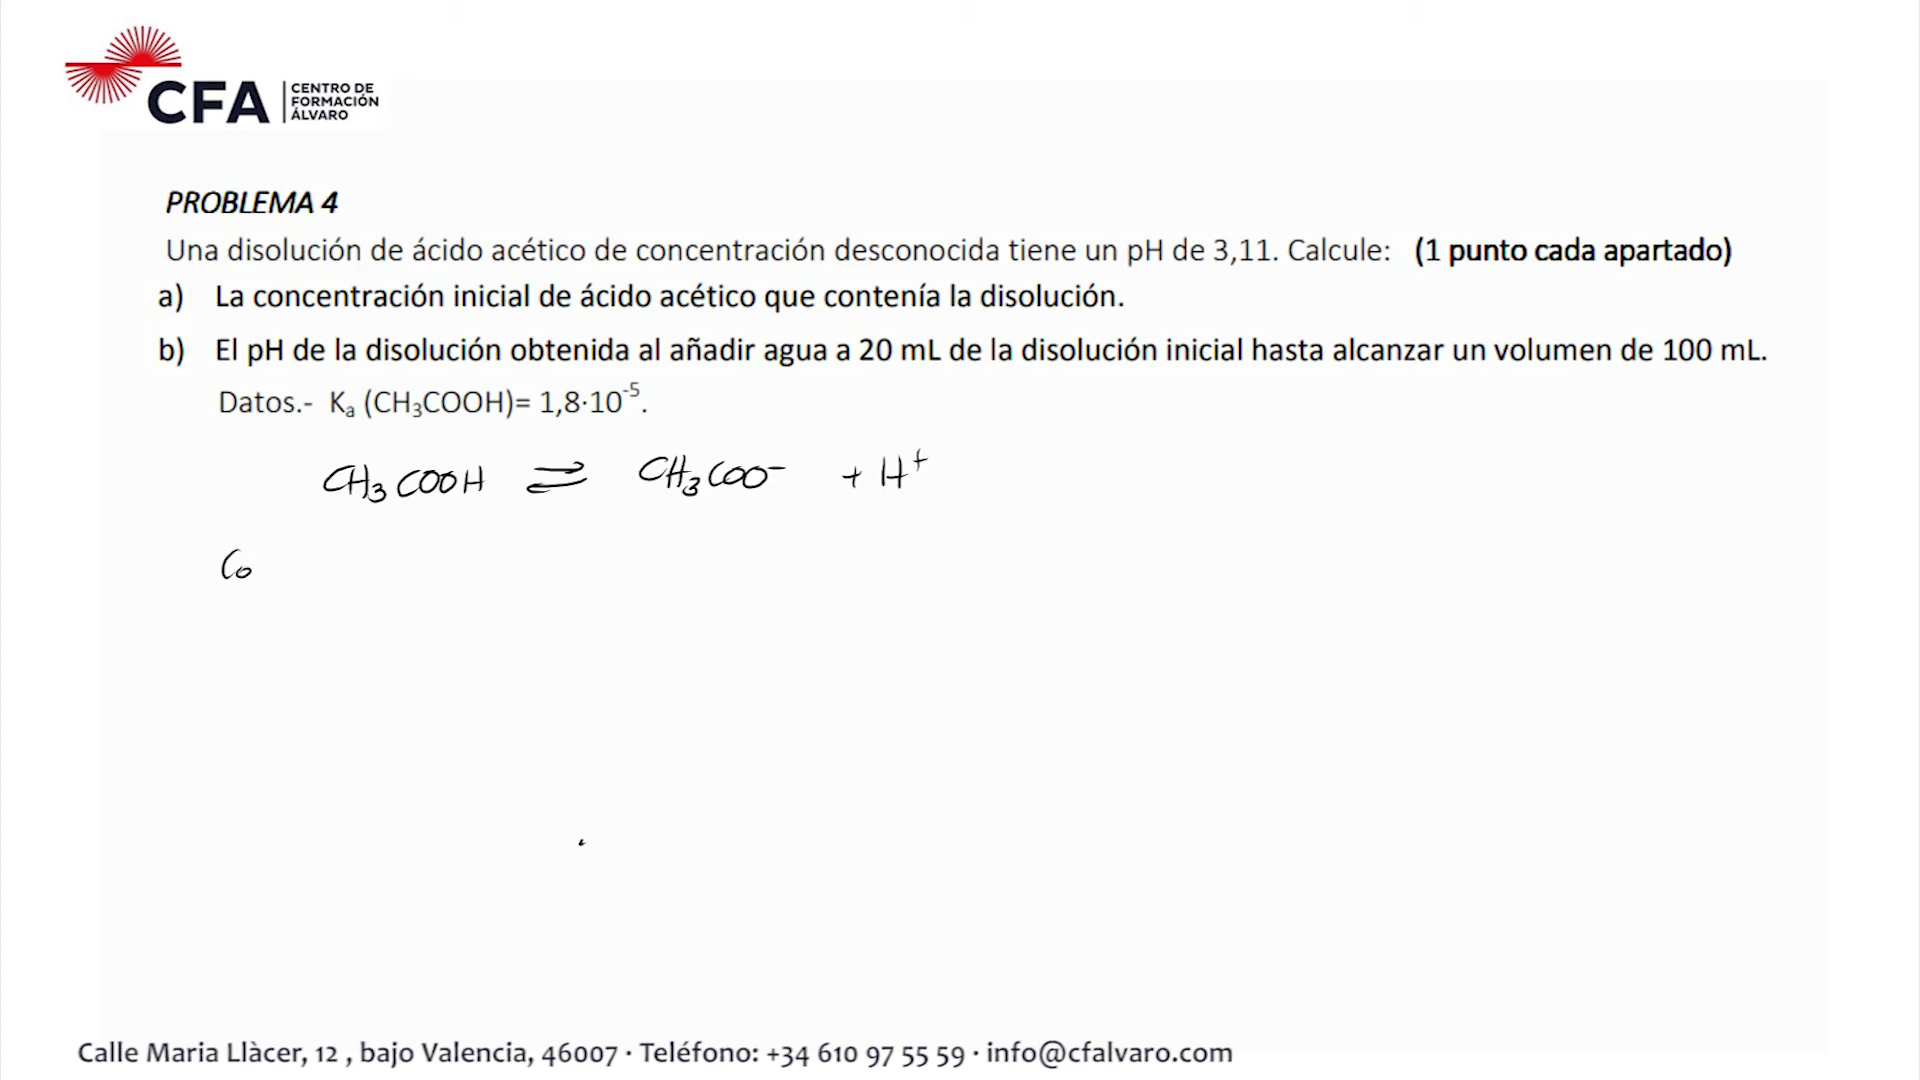 CFA
CENTRO DE
FORMACIÓN
ÁLVARO
PROBLEMA 4
Una disolución de ácido acético de concentración desconocida tiene un pH de 3,11. Calcule: (1 punto cada apartado)
a) La concentración inicial de ácido acético que contenía la disolución.
b) El pH de la disolución obtenida al añadir agua a 20 mL de la disolución inicial hasta alcanzar un volumen de 100 mL.
Datos.- Kₐ (CH₃COOH)= 1,8·10⁻⁵.
CH₃COOH ⇌ CH₃COO⁻ + H⁺
C₀
Calle Maria Llàcer, 12 , bajo Valencia, 46007 · Teléfono: +34 610 97 55 59 · info@cfalvaro.com